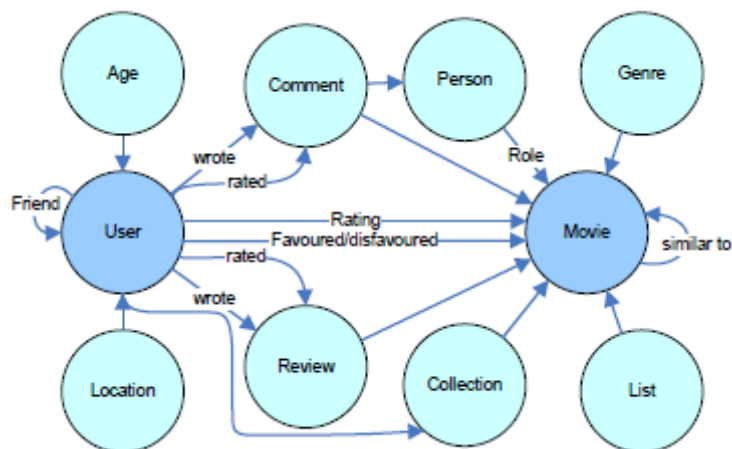 Age
Comment
Person
Genre
wrote
rated
Role
Friend
User
Rating
Favoured/disfavoured
Movie
similar to
rated
wrote
Location
Review
Collection
List